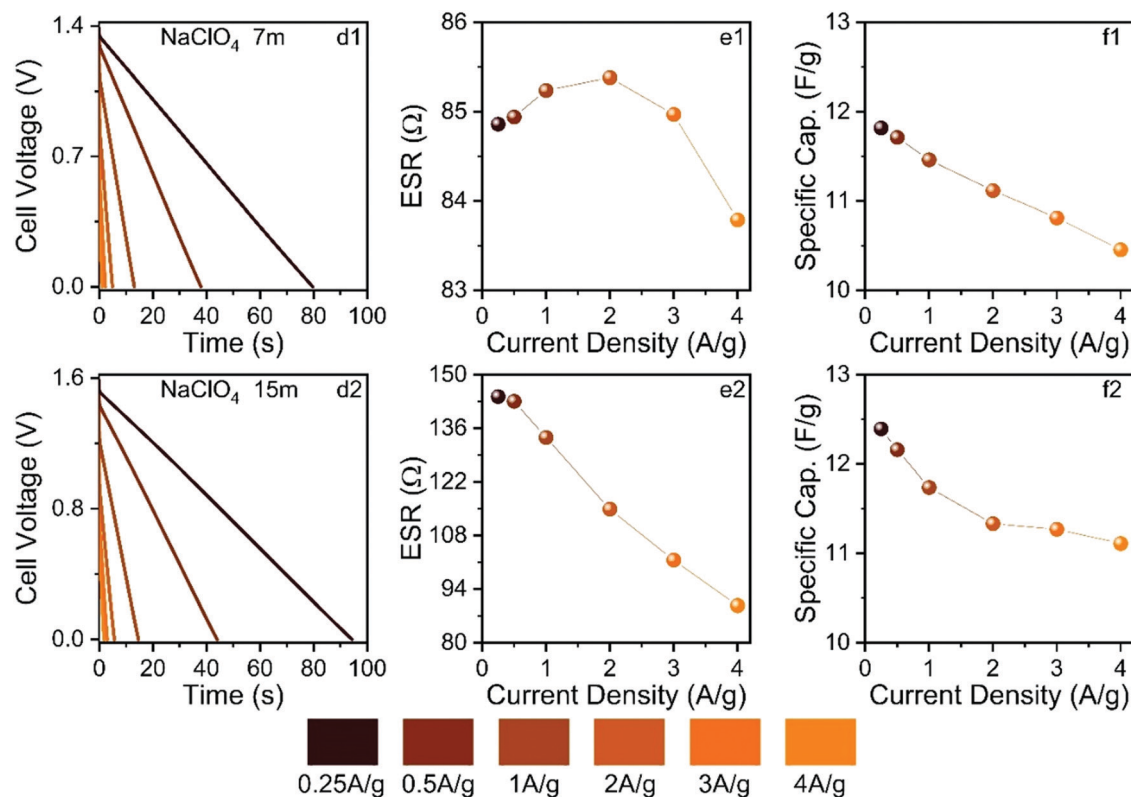 NaClO₄ 7m d1
1.4
0.7
0.0
Cell Voltage (V)
0 20 40 60 80 100
Time (s)
e1
86
85
84
83
ESR (Ω)
0 1 2 3 4
Current Density (A/g)
f1
13
12
11
10
Specific Cap. (F/g)
0 1 2 3 4
Current Density (A/g)
NaClO₄ 15m d2
1.6
0.8
0.0
Cell Voltage (V)
0 20 40 60 80 100
Time (s)
e2
150
136
122
108
94
80
ESR (Ω)
0 1 2 3 4
Current Density (A/g)
f2
13
12
11
10
Specific Cap. (F/g)
0 1 2 3 4
Current Density (A/g)
0.25A/g 0.5A/g 1A/g 2A/g 3A/g 4A/g